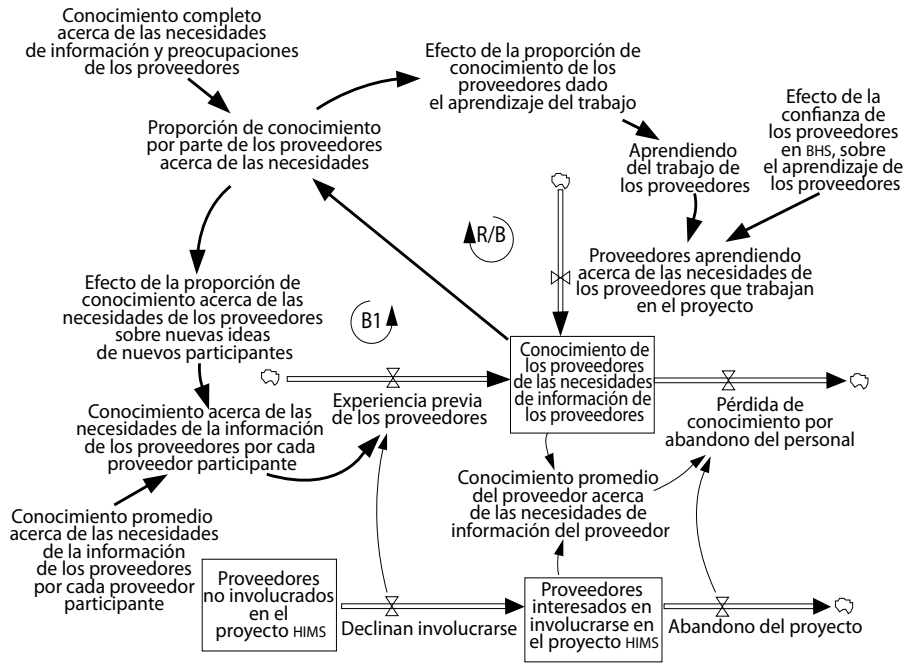 Conocimiento completo
acerca de las necesidades
de información y preocupaciones
de los proveedores
Efecto de la proporción de
conocimiento de los
proveedores dado
el aprendizaje del trabajo
Efecto de la
confianza de
los proveedores
en BHS, sobre
el aprendizaje de
los proveedores
Proporción de conocimiento
por parte de los proveedores
acerca de las necesidades
Aprendiendo
del trabajo de
los proveedores
R/B
Proveedores aprendiendo
acerca de las necesidades de
los proveedores que trabajan
en el proyecto
Efecto de la proporción de
conocimiento acerca de las
necesidades de los proveedores
sobre nuevas ideas
de nuevos participantes
B1
Conocimiento de
los proveedores
de las necesidades
de información de
los proveedores
Experiencia previa
de los proveedores
Pérdida de
conocimiento por
abandono del personal
Conocimiento acerca de las
necesidades de la información
de los proveedores por cada
proveedor participante
Conocimiento promedio
del proveedor acerca
de las necesidades de
información del proveedor
Conocimiento promedio
acerca de las necesidades
de la información
de los proveedores
por cada proveedor
participante
Proveedores
no involucrados
en el
proyecto HIMS
Declinan involucrarse
Proveedores
interesados en
involucrarse en
el proyecto HIMS
Abandono del proyecto